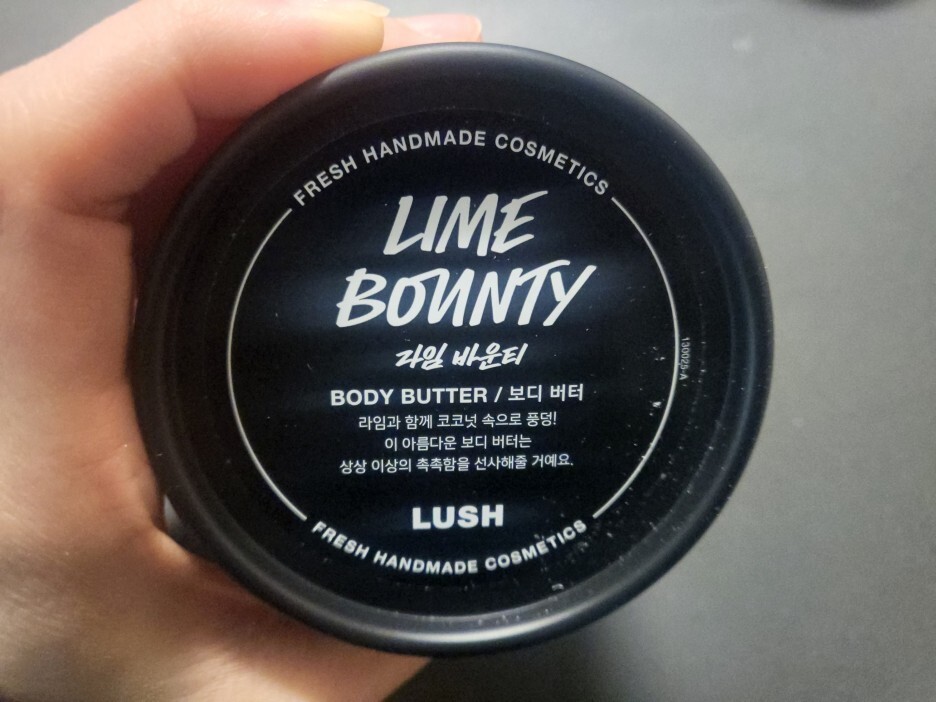 FRESH HANDMADE COSMETICS
LIME
BOUNTY
라임 바운티
BODY BUTTER / 보디 버터
라임과 함께 코코넛 속으로 풍덩!
이 아름다운 보디 버터는
상상 이상의 촉촉함을 선사해줄 거예요.
LUSH
FRESH HANDMADE COSMETICS
130025-A